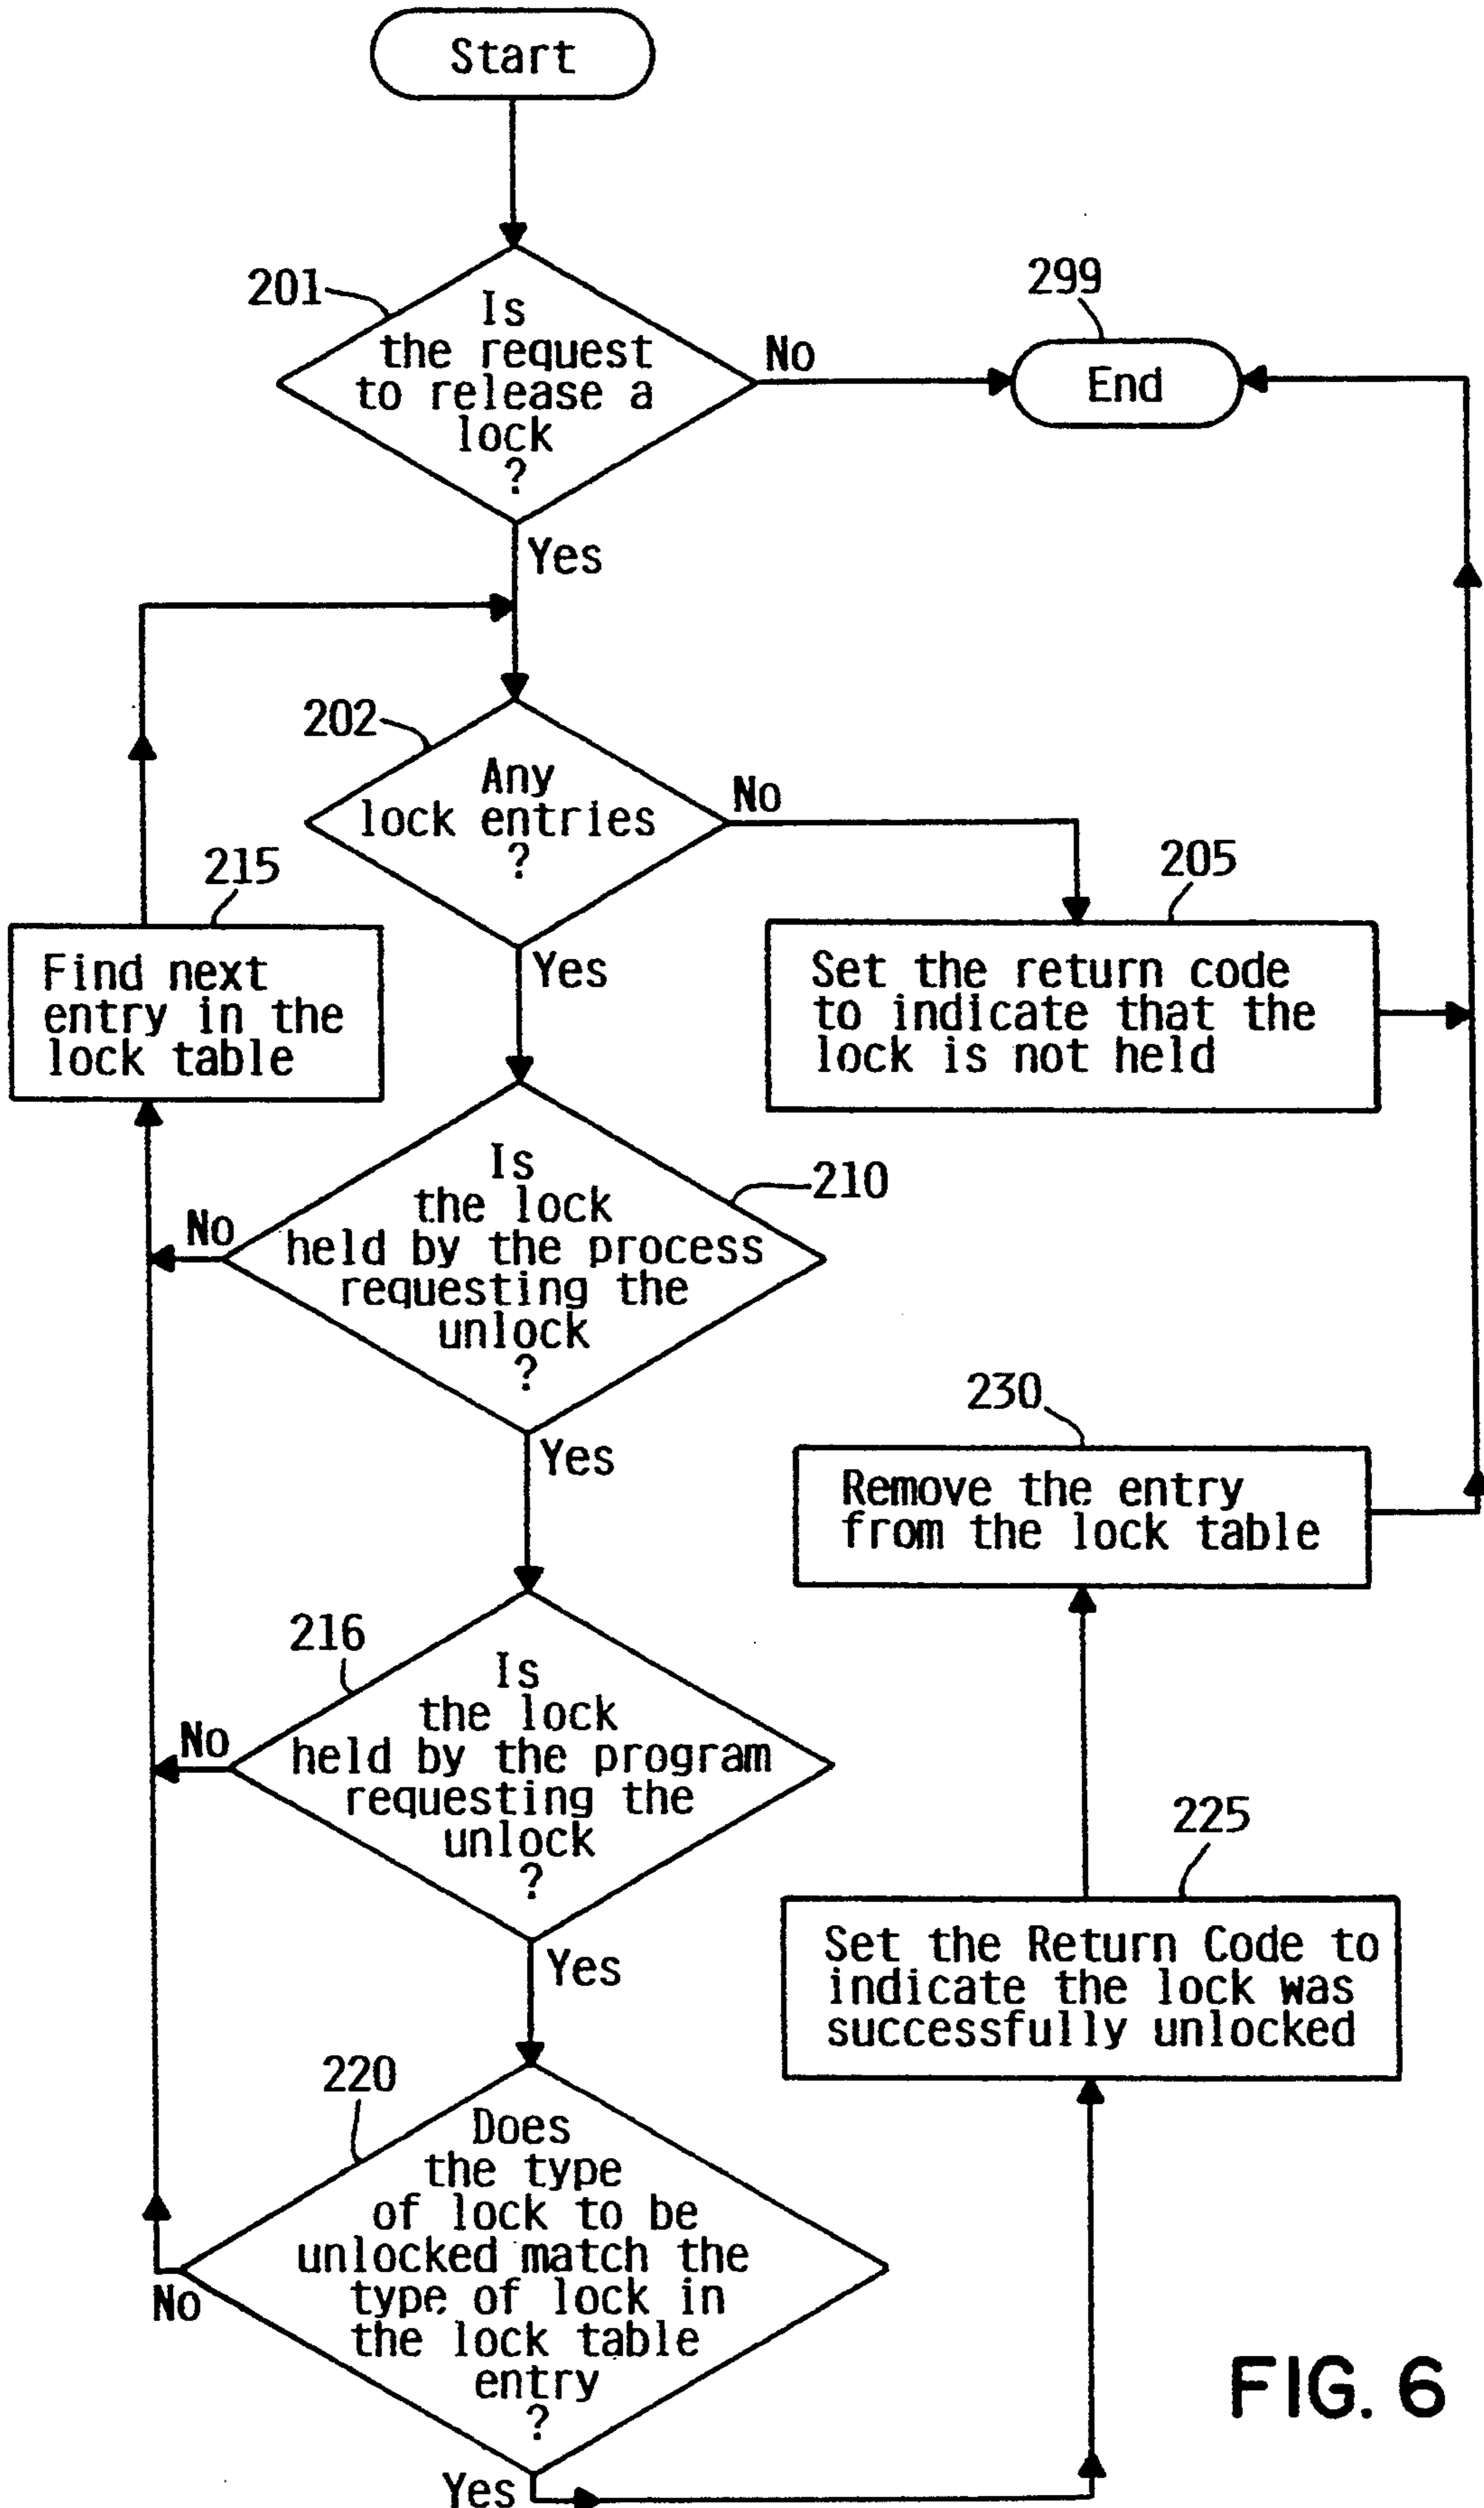 Start
201
Is
the request
to release a
lock
?
No
299
End
Yes
202
Any
lock entries
?
No
Yes
215
Find next
entry in the
lock table
205
Set the return code
to indicate that the
lock is not held
210
Is
the lock
held by the process
requesting the
unlock
?
No
Yes
230
Remove the entry
from the lock table
216
Is
the lock
held by the program
requesting the
unlock
?
No
Yes
225
Set the Return Code to
indicate the lock was
successfully unlocked
220
Does
the type
of lock to be
unlocked match the
type of lock in
the lock table
entry
?
No
Yes
FIG. 6